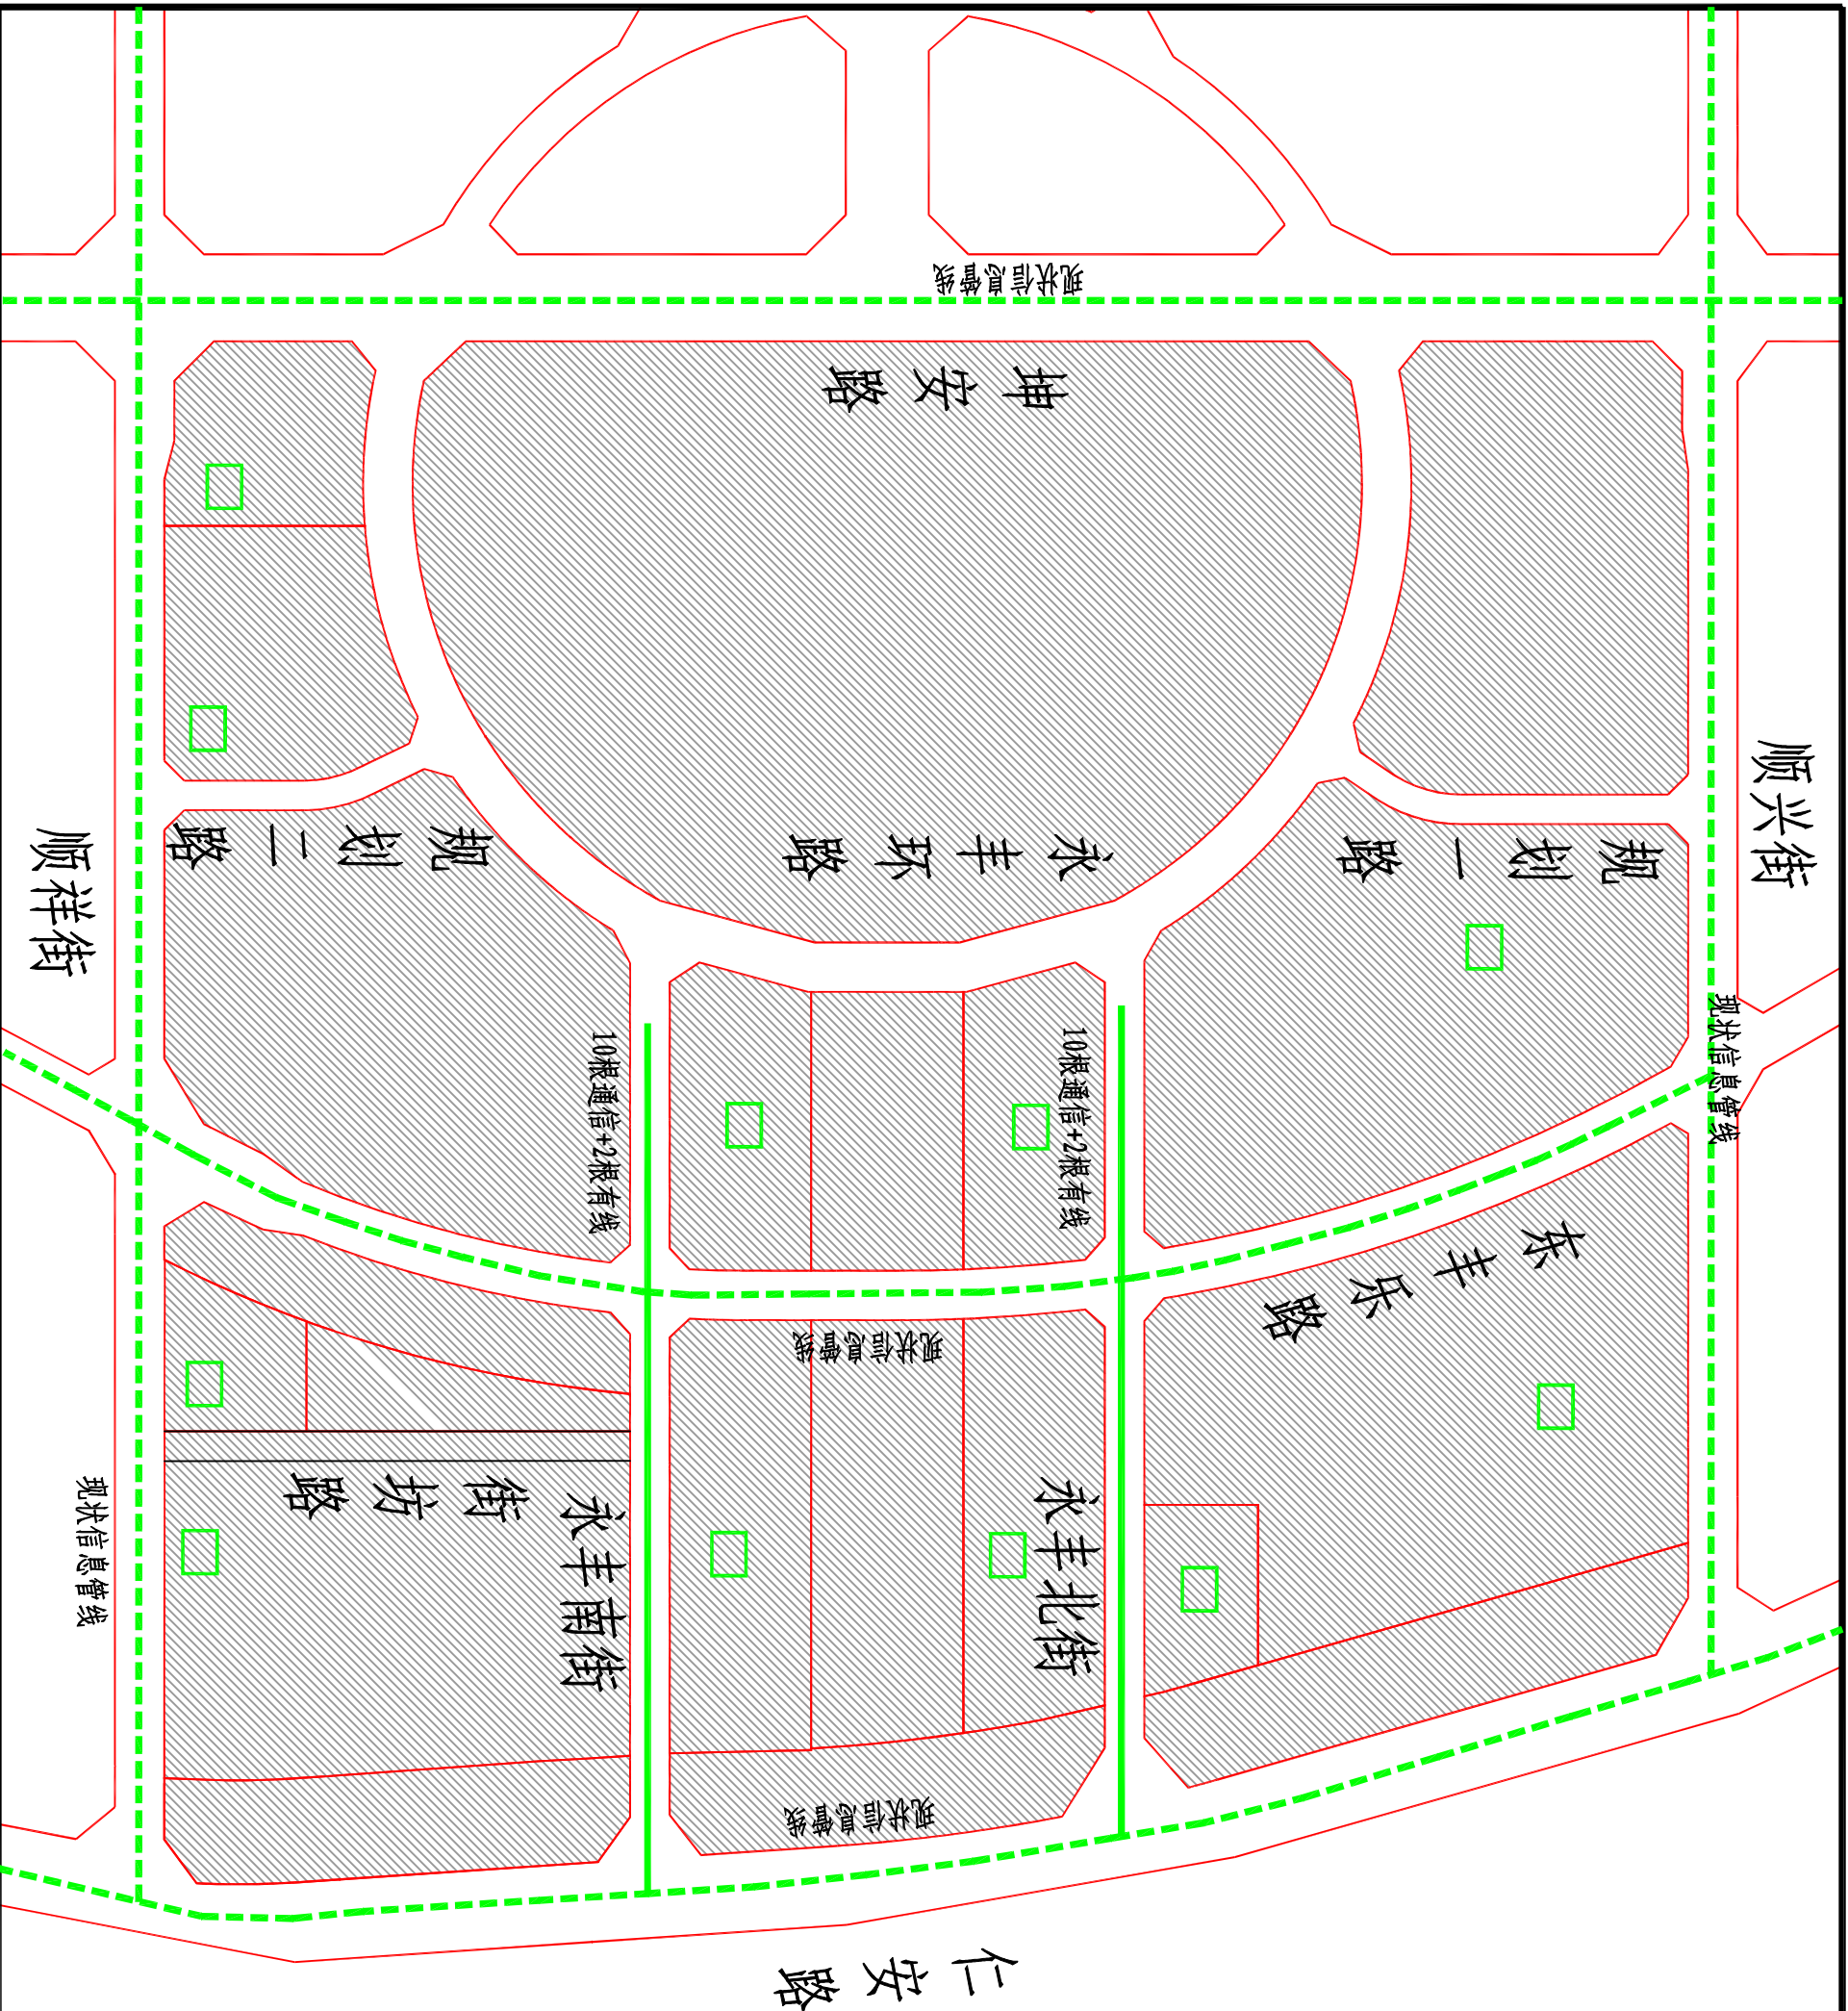 现状信息管线
坤安路
顺兴街
规划二路
永丰环路
规划一路
顺祥街
现状信息管线
10根通信+2根有线
10根通信+2根有线
东丰乐路
现状信息管线
街坊路
永丰南街
永丰北街
现状信息管线
现状信息管线
仁安路